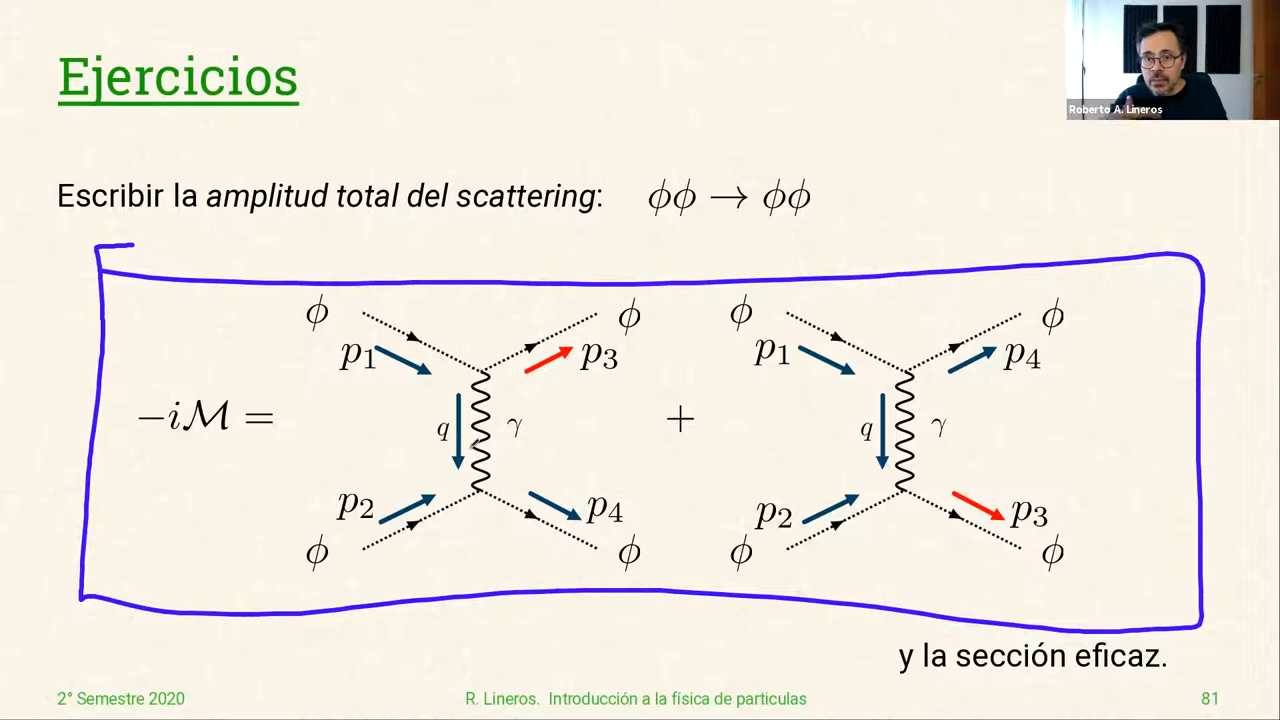 Ejercicios
Roberto A. Lineros
Escribir la amplitud total del scattering: ϕϕ → ϕϕ
ϕ ϕ ϕ ϕ
p₁ p₃ p₁ p₄
−iℳ = q γ + q γ
p₂ p₄ p₂ p₃
ϕ ϕ ϕ ϕ
y la sección eficaz.
2° Semestre 2020 R. Lineros. Introducción a la física de particulas 81